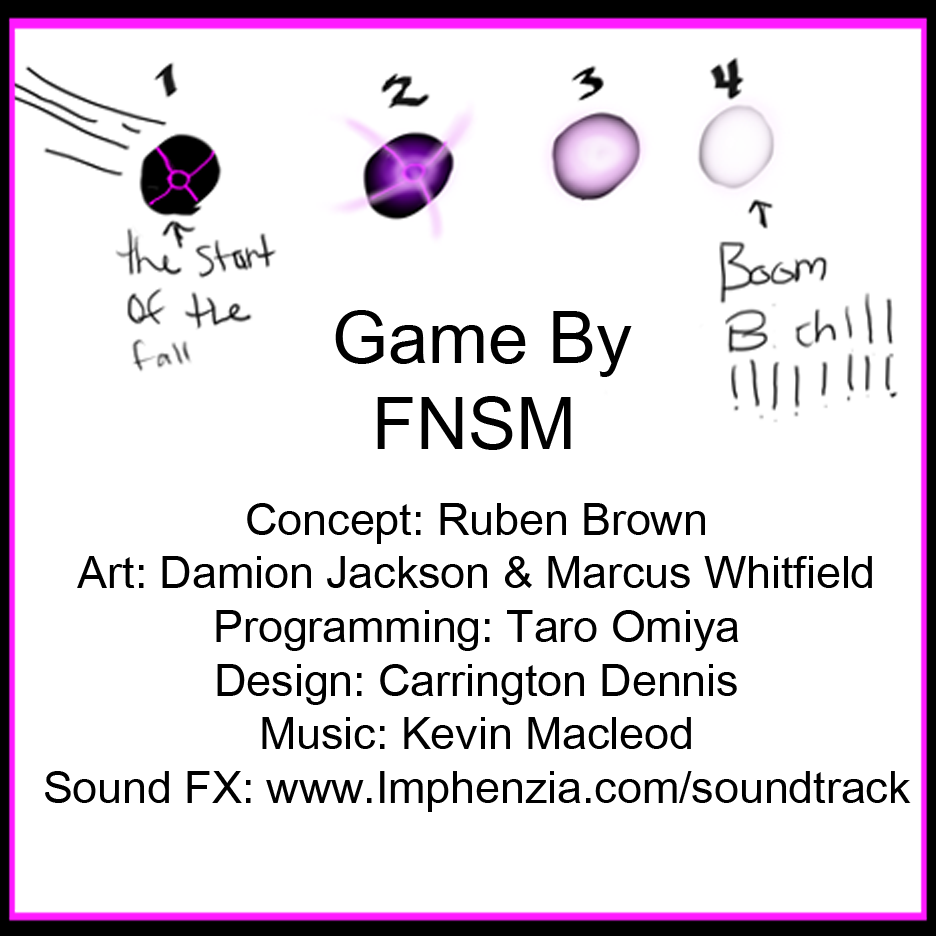 1 2 3 4
the start
of the
fall
Boom
B. ch!!!
!!!!!!!!
Game By
FNSM
Concept: Ruben Brown
Art: Damion Jackson & Marcus Whitfield
Programming: Taro Omiya
Design: Carrington Dennis
Music: Kevin Macleod
Sound FX: www.Imphenzia.com/soundtrack